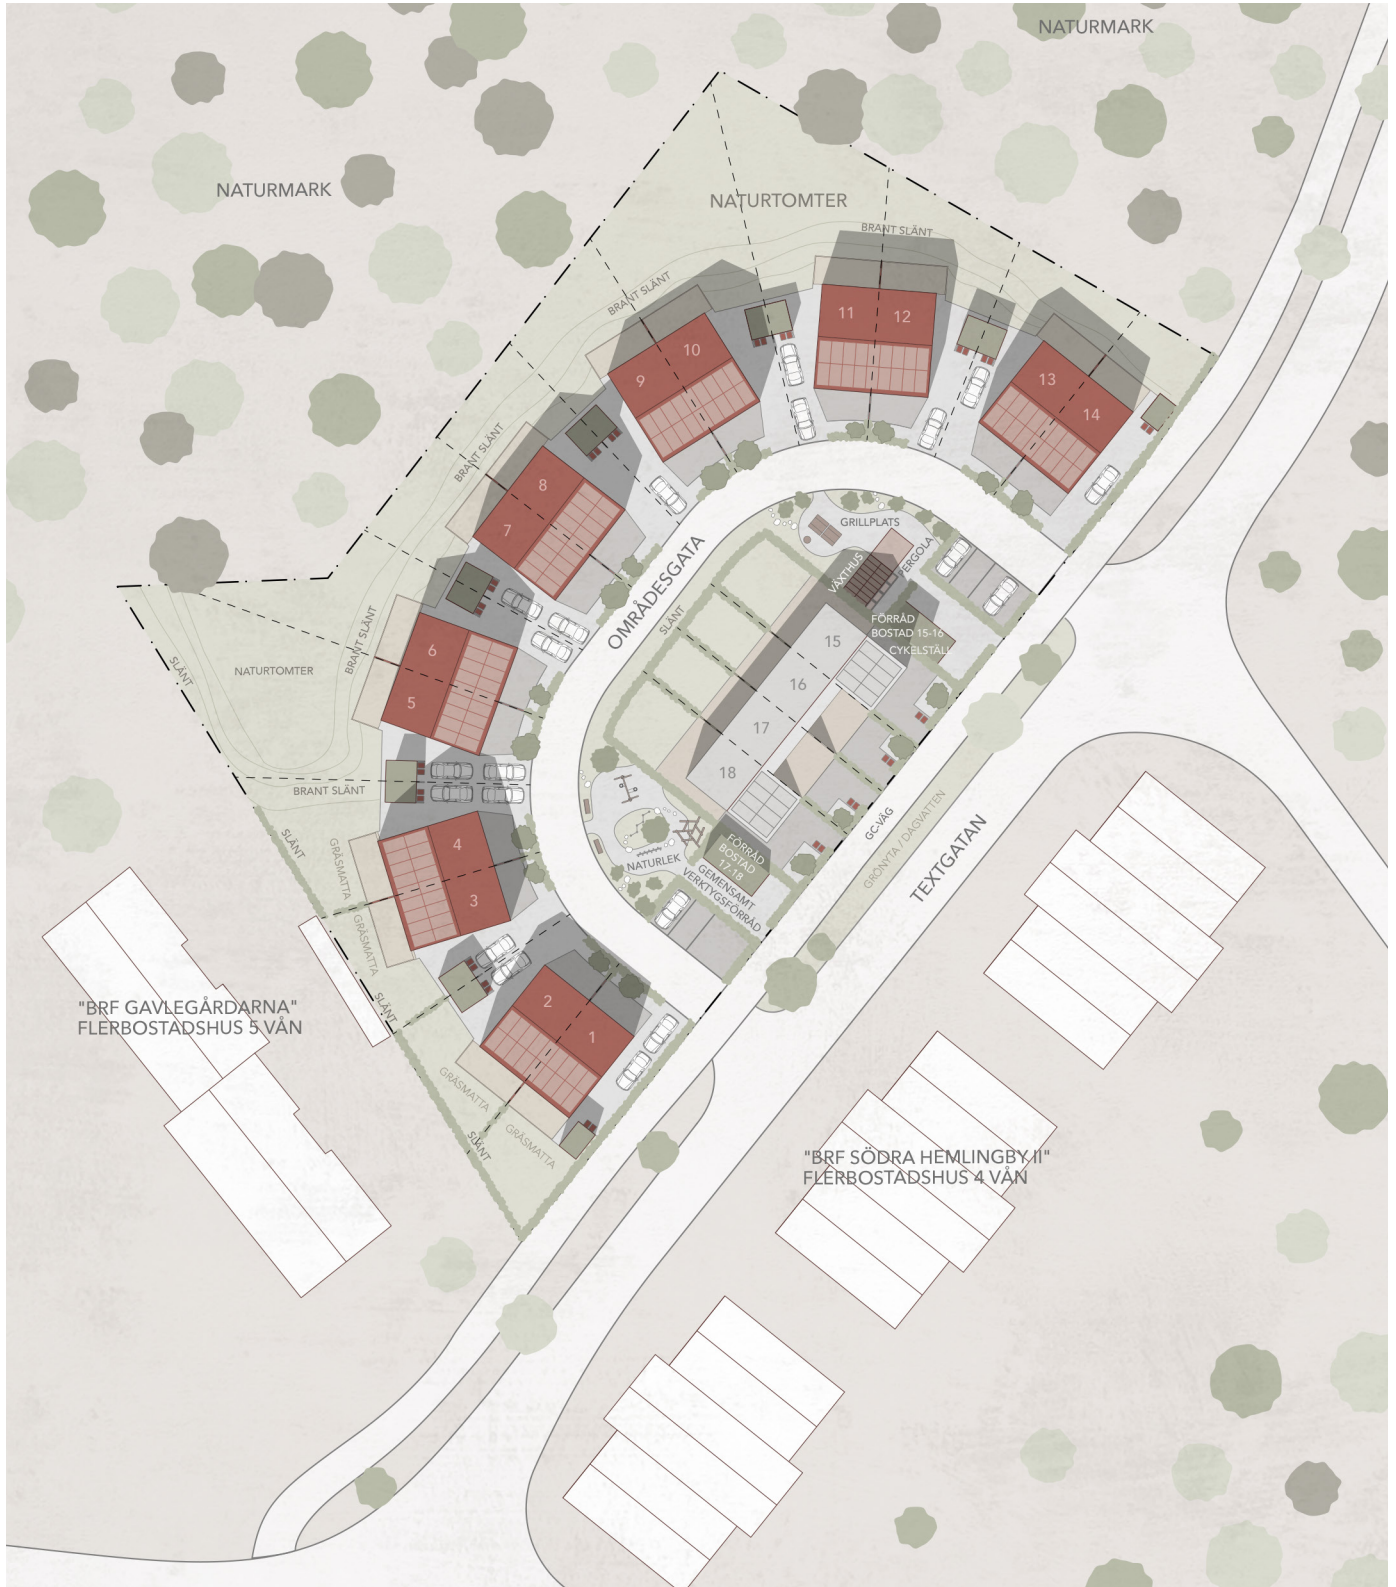 NATURMARK
NATURMARK
NATURTOMTER
BRANT SLÄNT
BRANT SLÄNT
11
12
10
9
13
14
BRANT SLÄNT
8
7
OMRÅDESGATA
GRILLPLATS
PERGOLA
VÄXTHUS
FÖRRÅD
BOSTAD 15-16
CYKELSTÄLL
SLÄNT
15
16
17
18
BRANT SLÄNT
6
5
SLÄNT
NATURTOMTER
BRANT SLÄNT
SLÄNT
GRÄSMATTA
GRÄSMATTA
4
3
NATURLEK
FÖRRÅD
BOSTAD
17-18
GEMENSAMT
VERKTYGSFÖRRÅD
GC-VÄG
GRÖNYTA / DAGVATTEN
TEXTGATAN
SLÄNT
2
1
GRÄSMATTA
GRÄSMATTA
SLÄNT
"BRF GAVLEGÅRDARNA"
FLERBOSTADSHUS 5 VÅN
"BRF SÖDRA HEMLINGBY II"
FLERBOSTADSHUS 4 VÅN